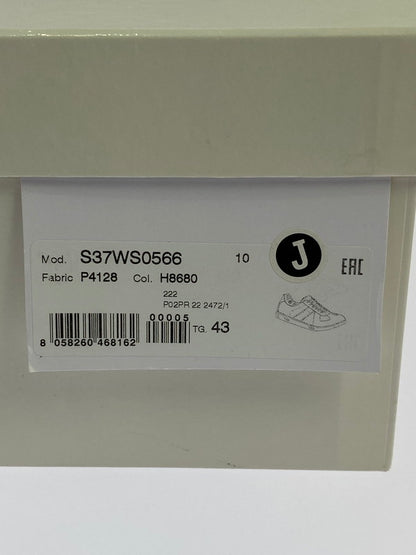 Mod. S37WS0566 10 J EAC
Fabric P4128 Col. H8680
222
P02PR 22 2472/1
00005 TG. 43
8 058260 468162